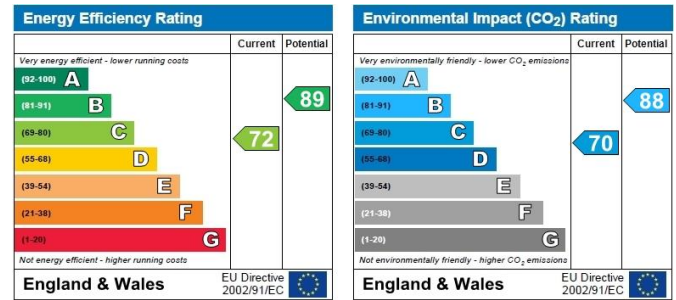 Energy Efficiency Rating
Current Potential
Very energy efficient - lower running costs
(92-100) A
(81-91) B
89
(69-80) C
72
(55-68) D
(39-54) E
(21-38) F
(1-20) G
Not energy efficient - higher running costs
England & Wales
EU Directive
2002/91/EC
Environmental Impact (CO2) Rating
Current Potential
Very environmentally friendly - lower CO2 emissions
(92-100) A
(81-91) B
88
(69-80) C
70
(55-68) D
(39-54) E
(21-38) F
(1-20) G
Not environmentally friendly - higher CO2 emissions
England & Wales
EU Directive
2002/91/EC